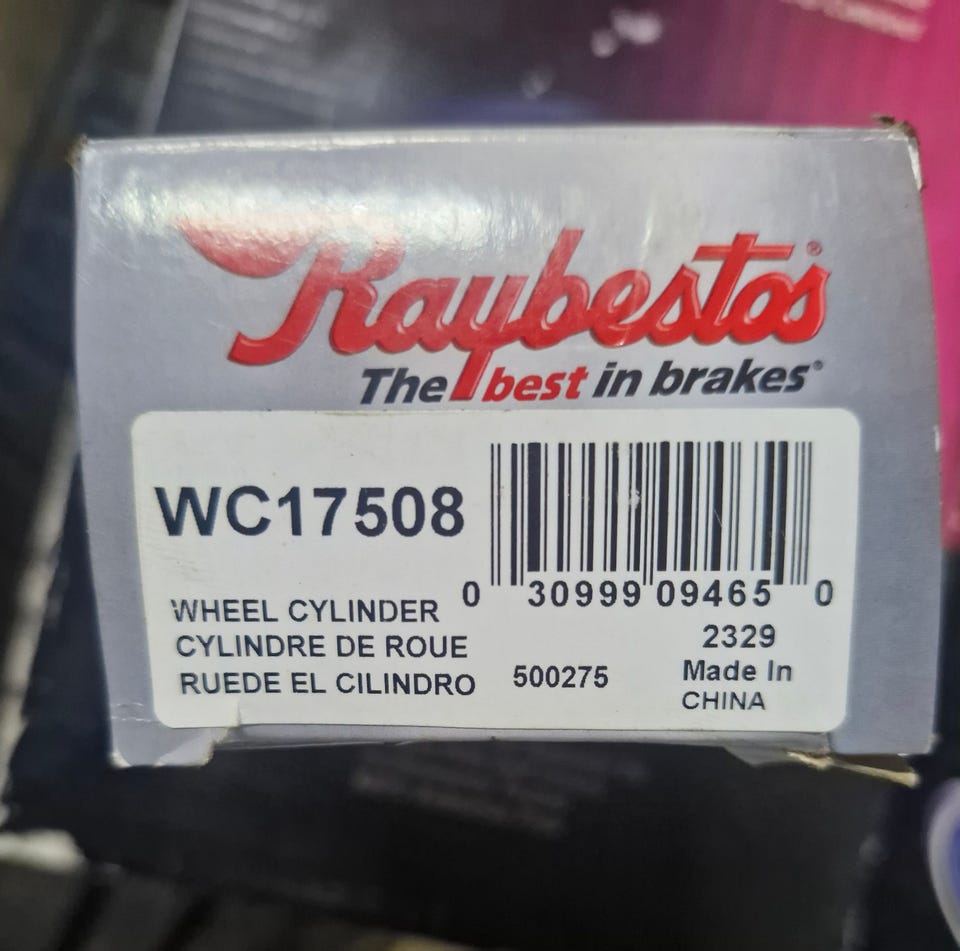 Raybestos®
The best in brakes®
WC17508
0 30999 09465 0
WHEEL CYLINDER
CYLINDRE DE ROUE
RUEDE EL CILINDRO
500275
2329
Made In
CHINA